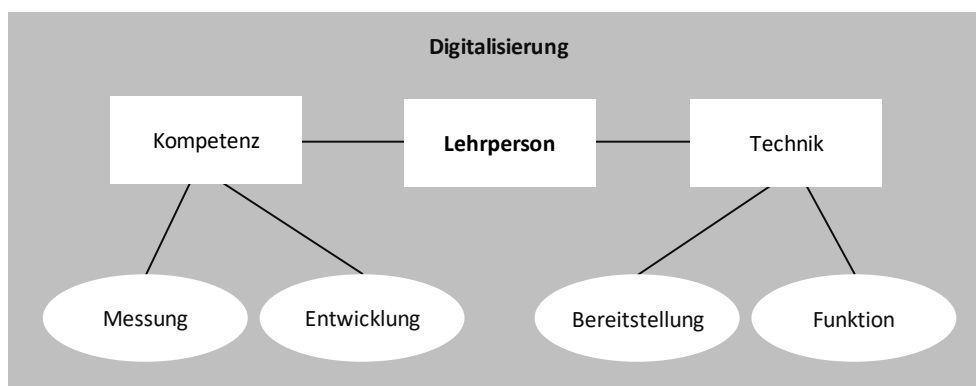 Digitalisierung
Kompetenz
Lehrperson
Technik
Messung
Entwicklung
Bereitstellung
Funktion